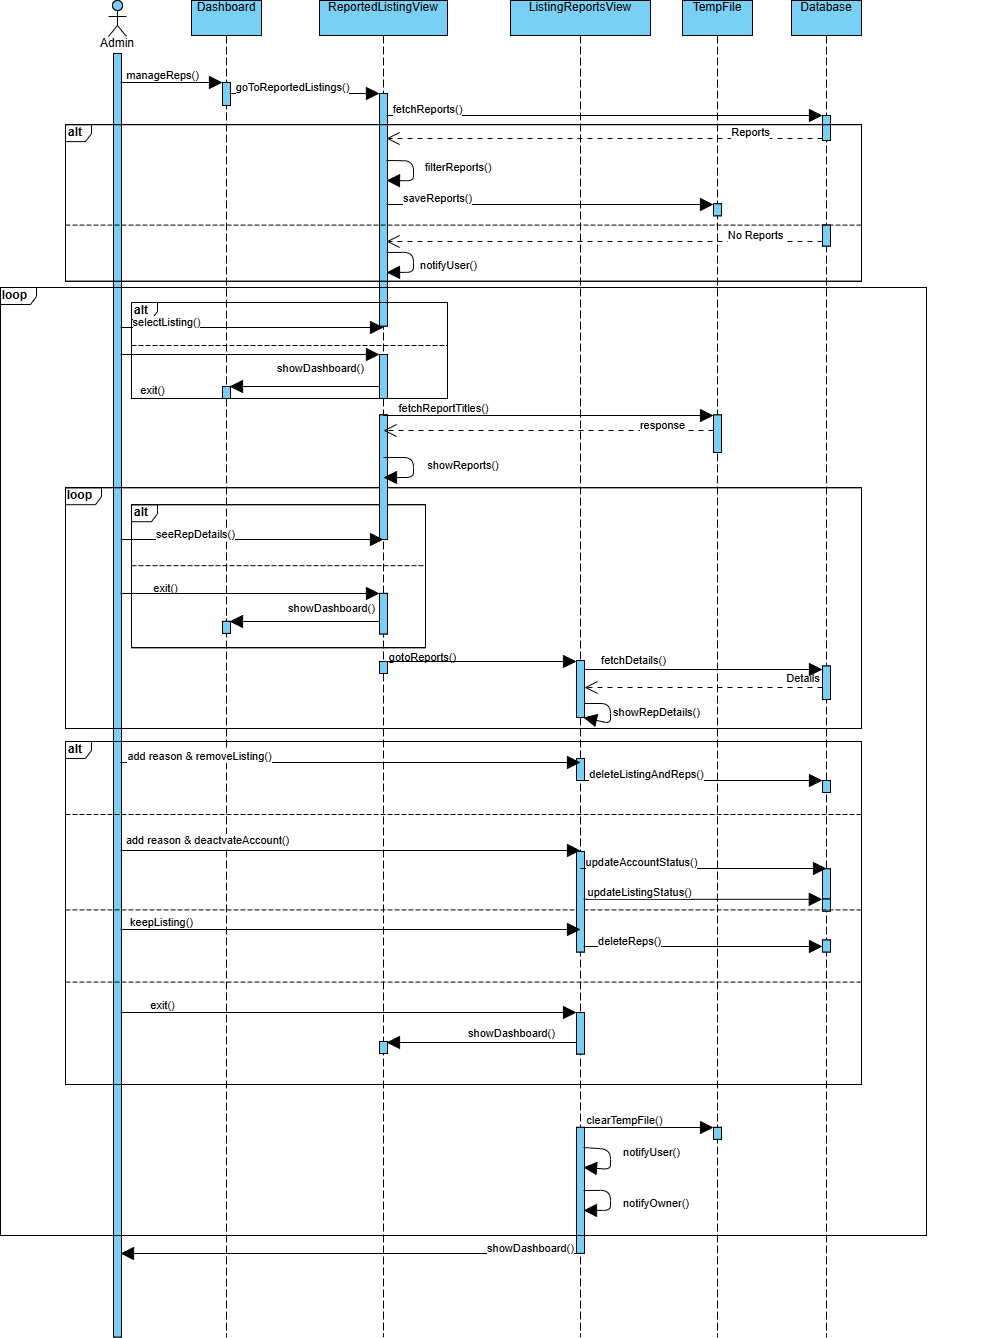 Dashboard
ReportedListingView
ListingReportsView
TempFile
Database
Admin
manageReps()
goToReportedListings()
fetchReports()
alt
Reports
filterReports()
saveReports()
No Reports
notifyUser()
loop
alt
selectListing()
showDashboard()
exit()
fetchReportTitles()
response
showReports()
loop
alt
seeRepDetails()
exit()
showDashboard()
gotoReports()
fetchDetails()
Details
showRepDetails()
alt
add reason & removeListing()
deleteListingAndReps()
add reason & deactvateAccount()
updateAccountStatus()
updateListingStatus()
keepListing()
deleteReps()
exit()
showDashboard()
clearTempFile()
notifyUser()
notifyOwner()
showDashboard()